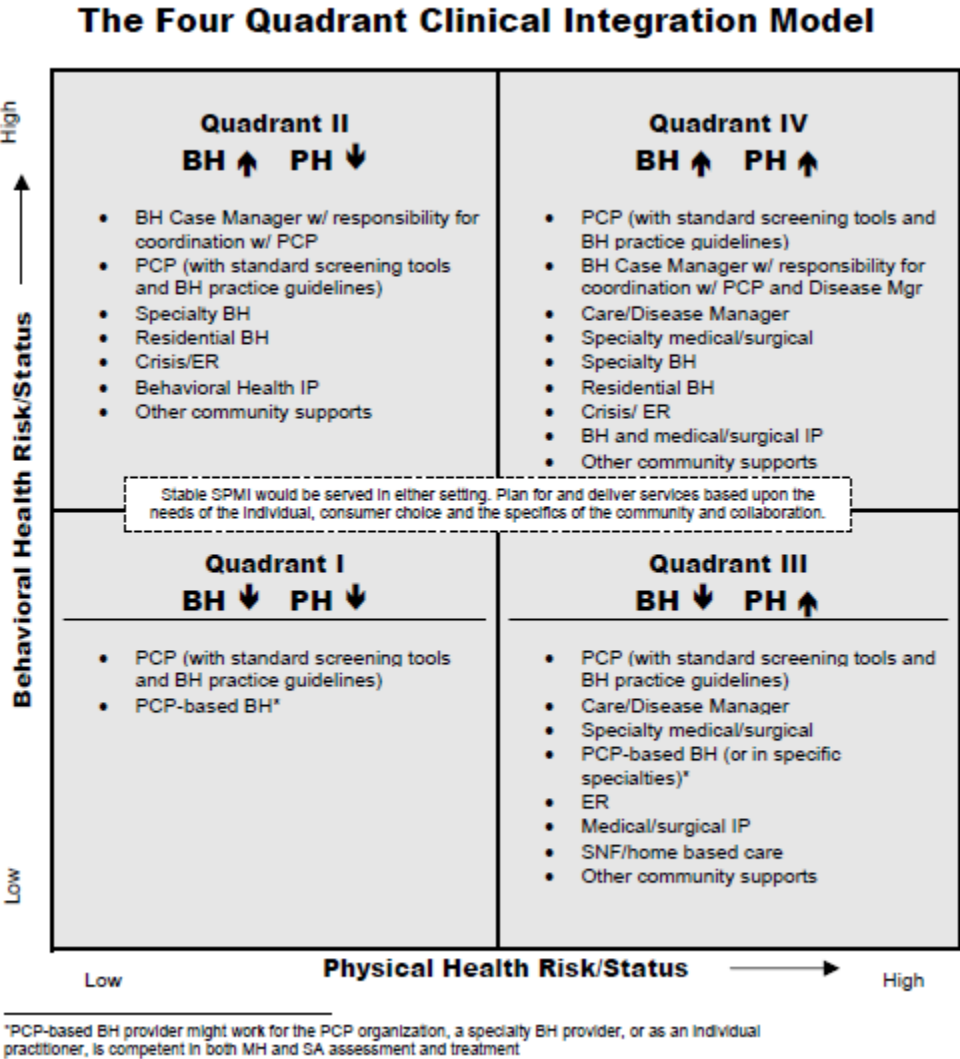 The Four Quadrant Clinical Integration Model
High
Behavioral Health Risk/Status
Low
Quadrant II
BH PH
• BH Case Manager w/ responsibility for
coordination w/ PCP
• PCP (with standard screening tools
and BH practice guidelines)
• Specialty BH
• Residential BH
• Crisis/ER
• Behavioral Health IP
• Other community supports
Quadrant IV
BH PH
• PCP (with standard screening tools and
BH practice guidelines)
• BH Case Manager w/ responsibility for
coordination w/ PCP and Disease Mgr
• Care/Disease Manager
• Specialty medical/surgical
• Specialty BH
• Residential BH
• Crisis/ ER
• BH and medical/surgical IP
• Other community supports
Stable SPMI would be served in either setting. Plan for and deliver services based upon the
needs of the individual, consumer choice and the specifics of the community and collaboration.
Quadrant I
BH PH
• PCP (with standard screening tools
and BH practice guidelines)
• PCP-based BH*
Quadrant III
BH PH
• PCP (with standard screening tools and
BH practice guidelines)
• Care/Disease Manager
• Specialty medical/surgical
• PCP-based BH (or in specific
specialties)*
• ER
• Medical/surgical IP
• SNF/home based care
• Other community supports
Low
Physical Health Risk/Status
High
*PCP-based BH provider might work for the PCP organization, a specialty BH provider, or as an individual
practitioner, is competent in both MH and SA assessment and treatment